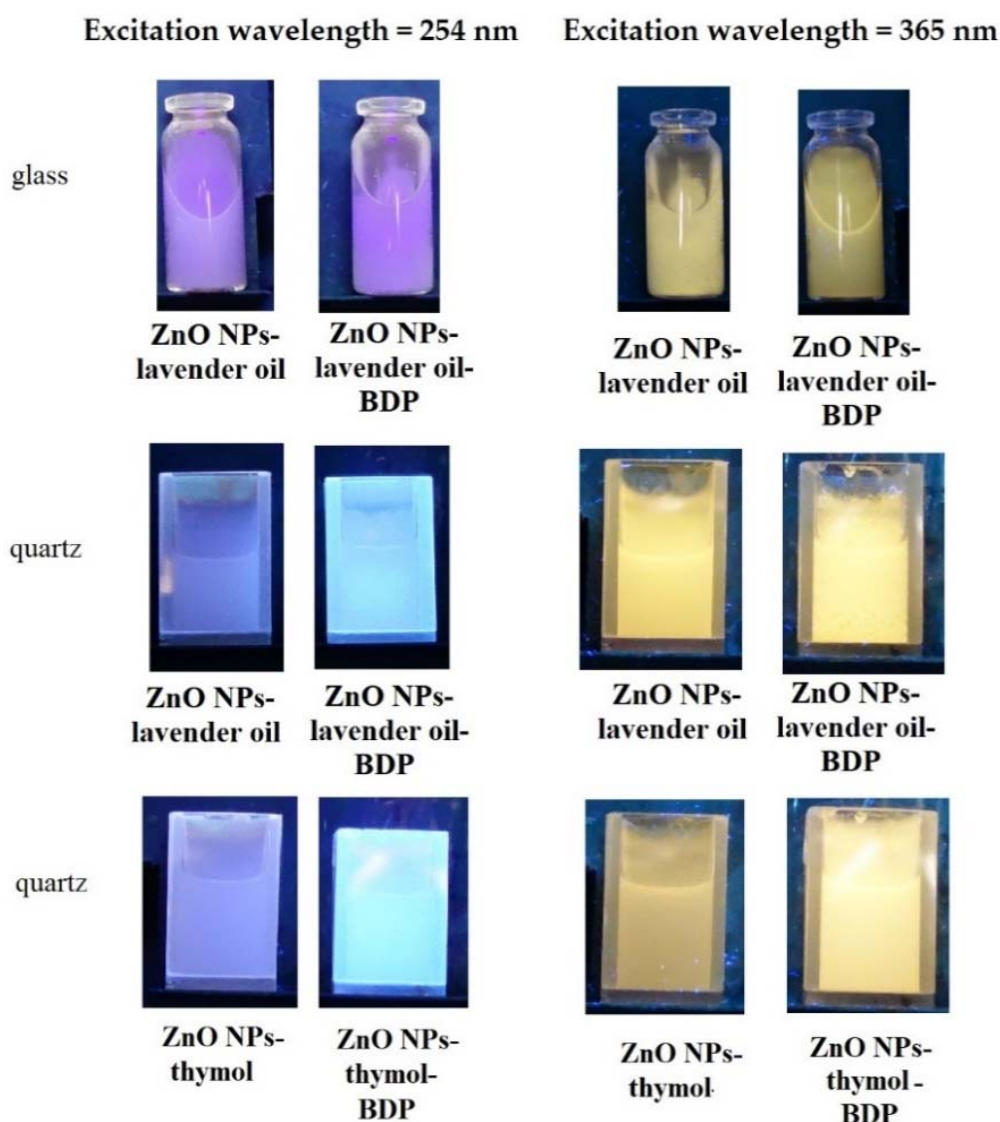 Excitation wavelength = 254 nm
Excitation wavelength = 365 nm
glass
ZnO NPs-
lavender oil
ZnO NPs-
lavender oil-
BDP
ZnO NPs-
lavender oil
ZnO NPs-
lavender oil-
BDP
quartz
ZnO NPs-
lavender oil
ZnO NPs-
lavender oil-
BDP
ZnO NPs-
lavender oil
ZnO NPs-
lavender oil-
BDP
quartz
ZnO NPs-
thymol
ZnO NPs-
thymol-
BDP
ZnO NPs-
thymol-
ZnO NPs-
thymol -
BDP